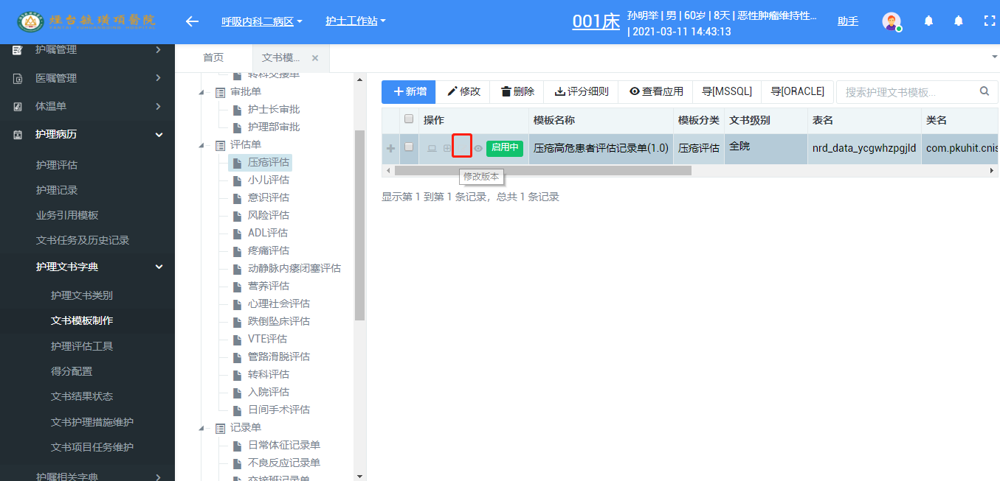 煙台毓璜頂醫院
呼吸内科二病区
护士工作站
001床
孙明举 | 男 | 60岁 | 8天 | 恶性肿瘤维持性...
| 2021-03-11 14:43:13
助手
护嘱管理
医嘱管理
体温单
护理病历
护理评估
护理记录
业务引用模板
文书任务及历史记录
护理文书字典
护理文书类别
文书模板制作
护理评估工具
得分配置
文书结果状态
文书护理措施维护
文书项目任务维护
护嘱相关字典
首页
文书模... ×
转科交接单
审批单
护士长审批
护理部审批
评估单
压疮评估
小儿评估
意识评估
风险评估
ADL评估
疼痛评估
动静脉内瘘闭塞评估
营养评估
心理社会评估
跌倒坠床评估
VTE评估
管路滑脱评估
转科评估
入院评估
日间手术评估
记录单
日常体征记录单
不良反应记录单
交接班记录单
新增 修改 删除 评分细则 查看应用 导[MSSQL] 导[ORACLE] 搜索护理文书模板...
操作 模板名称 模板分类 文书级别 表名 类名
启用中 压疮高危患者评估记录单(1.0) 压疮评估 全院 nrd_data_ycgwhzpgjld com.pkuhit.cnis
修改版本
显示第 1 到第 1 条记录，总共 1 条记录